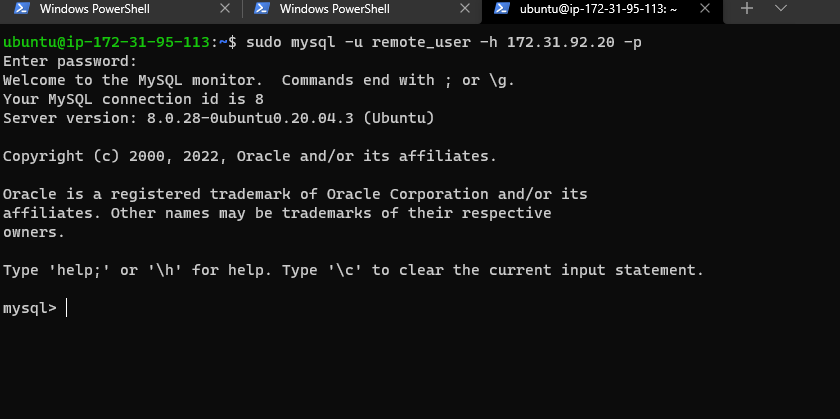 Windows PowerShell
Windows PowerShell
ubuntu@ip-172-31-95-113: ~
ubuntu@ip-172-31-95-113:~$ sudo mysql -u remote_user -h 172.31.92.20 -p
Enter password:
Welcome to the MySQL monitor.  Commands end with ; or \g.
Your MySQL connection id is 8
Server version: 8.0.28-0ubuntu0.20.04.3 (Ubuntu)
Copyright (c) 2000, 2022, Oracle and/or its affiliates.
Oracle is a registered trademark of Oracle Corporation and/or its
affiliates. Other names may be trademarks of their respective
owners.
Type 'help;' or '\h' for help. Type '\c' to clear the current input statement.
mysql>